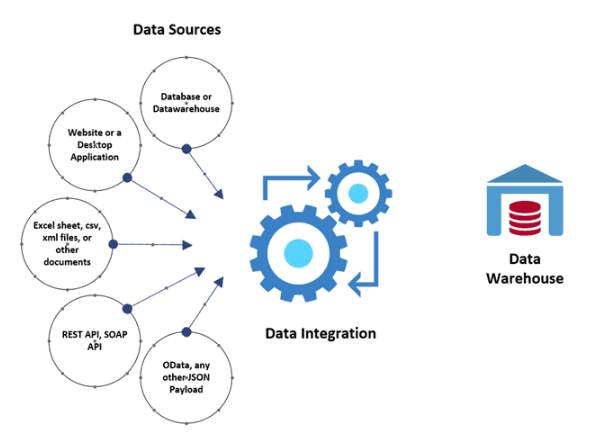 Data Sources
Database or
Datawarehouse
Website or a
Desktop
Application
Excel sheet, csv,
xml files, or
other
documents
REST API, SOAP
API
OData, any
other JSON
Payload
Data Integration
Data
Warehouse